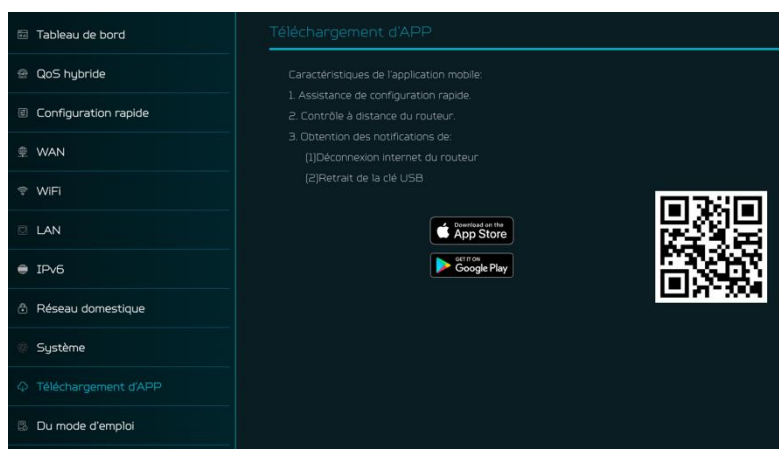 Tableau de bord
QoS hybride
Configuration rapide
WAN
WiFi
LAN
IPv6
Réseau domestique
Système
Téléchargement d'APP
Du mode d'emploi
Téléchargement d'APP
Caractéristiques de l'application mobile:
1. Assistance de configuration rapide.
2. Contrôle à distance du routeur.
3. Obtention des notifications de:
(1)Déconnexion internet du routeur
(2)Retrait de la clé USB
Download on the
App Store
GET IT ON
Google Play